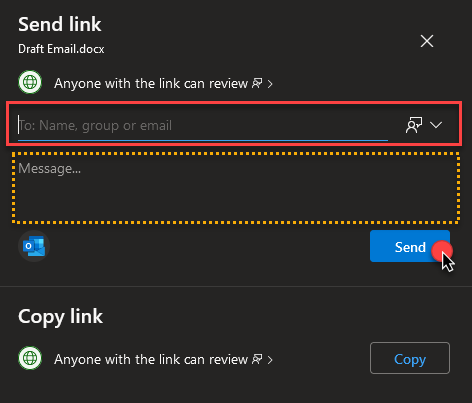 Send link
Draft Email.docx
Anyone with the link can review
To: Name, group or email
Message...
Send
Copy link
Anyone with the link can review
Copy